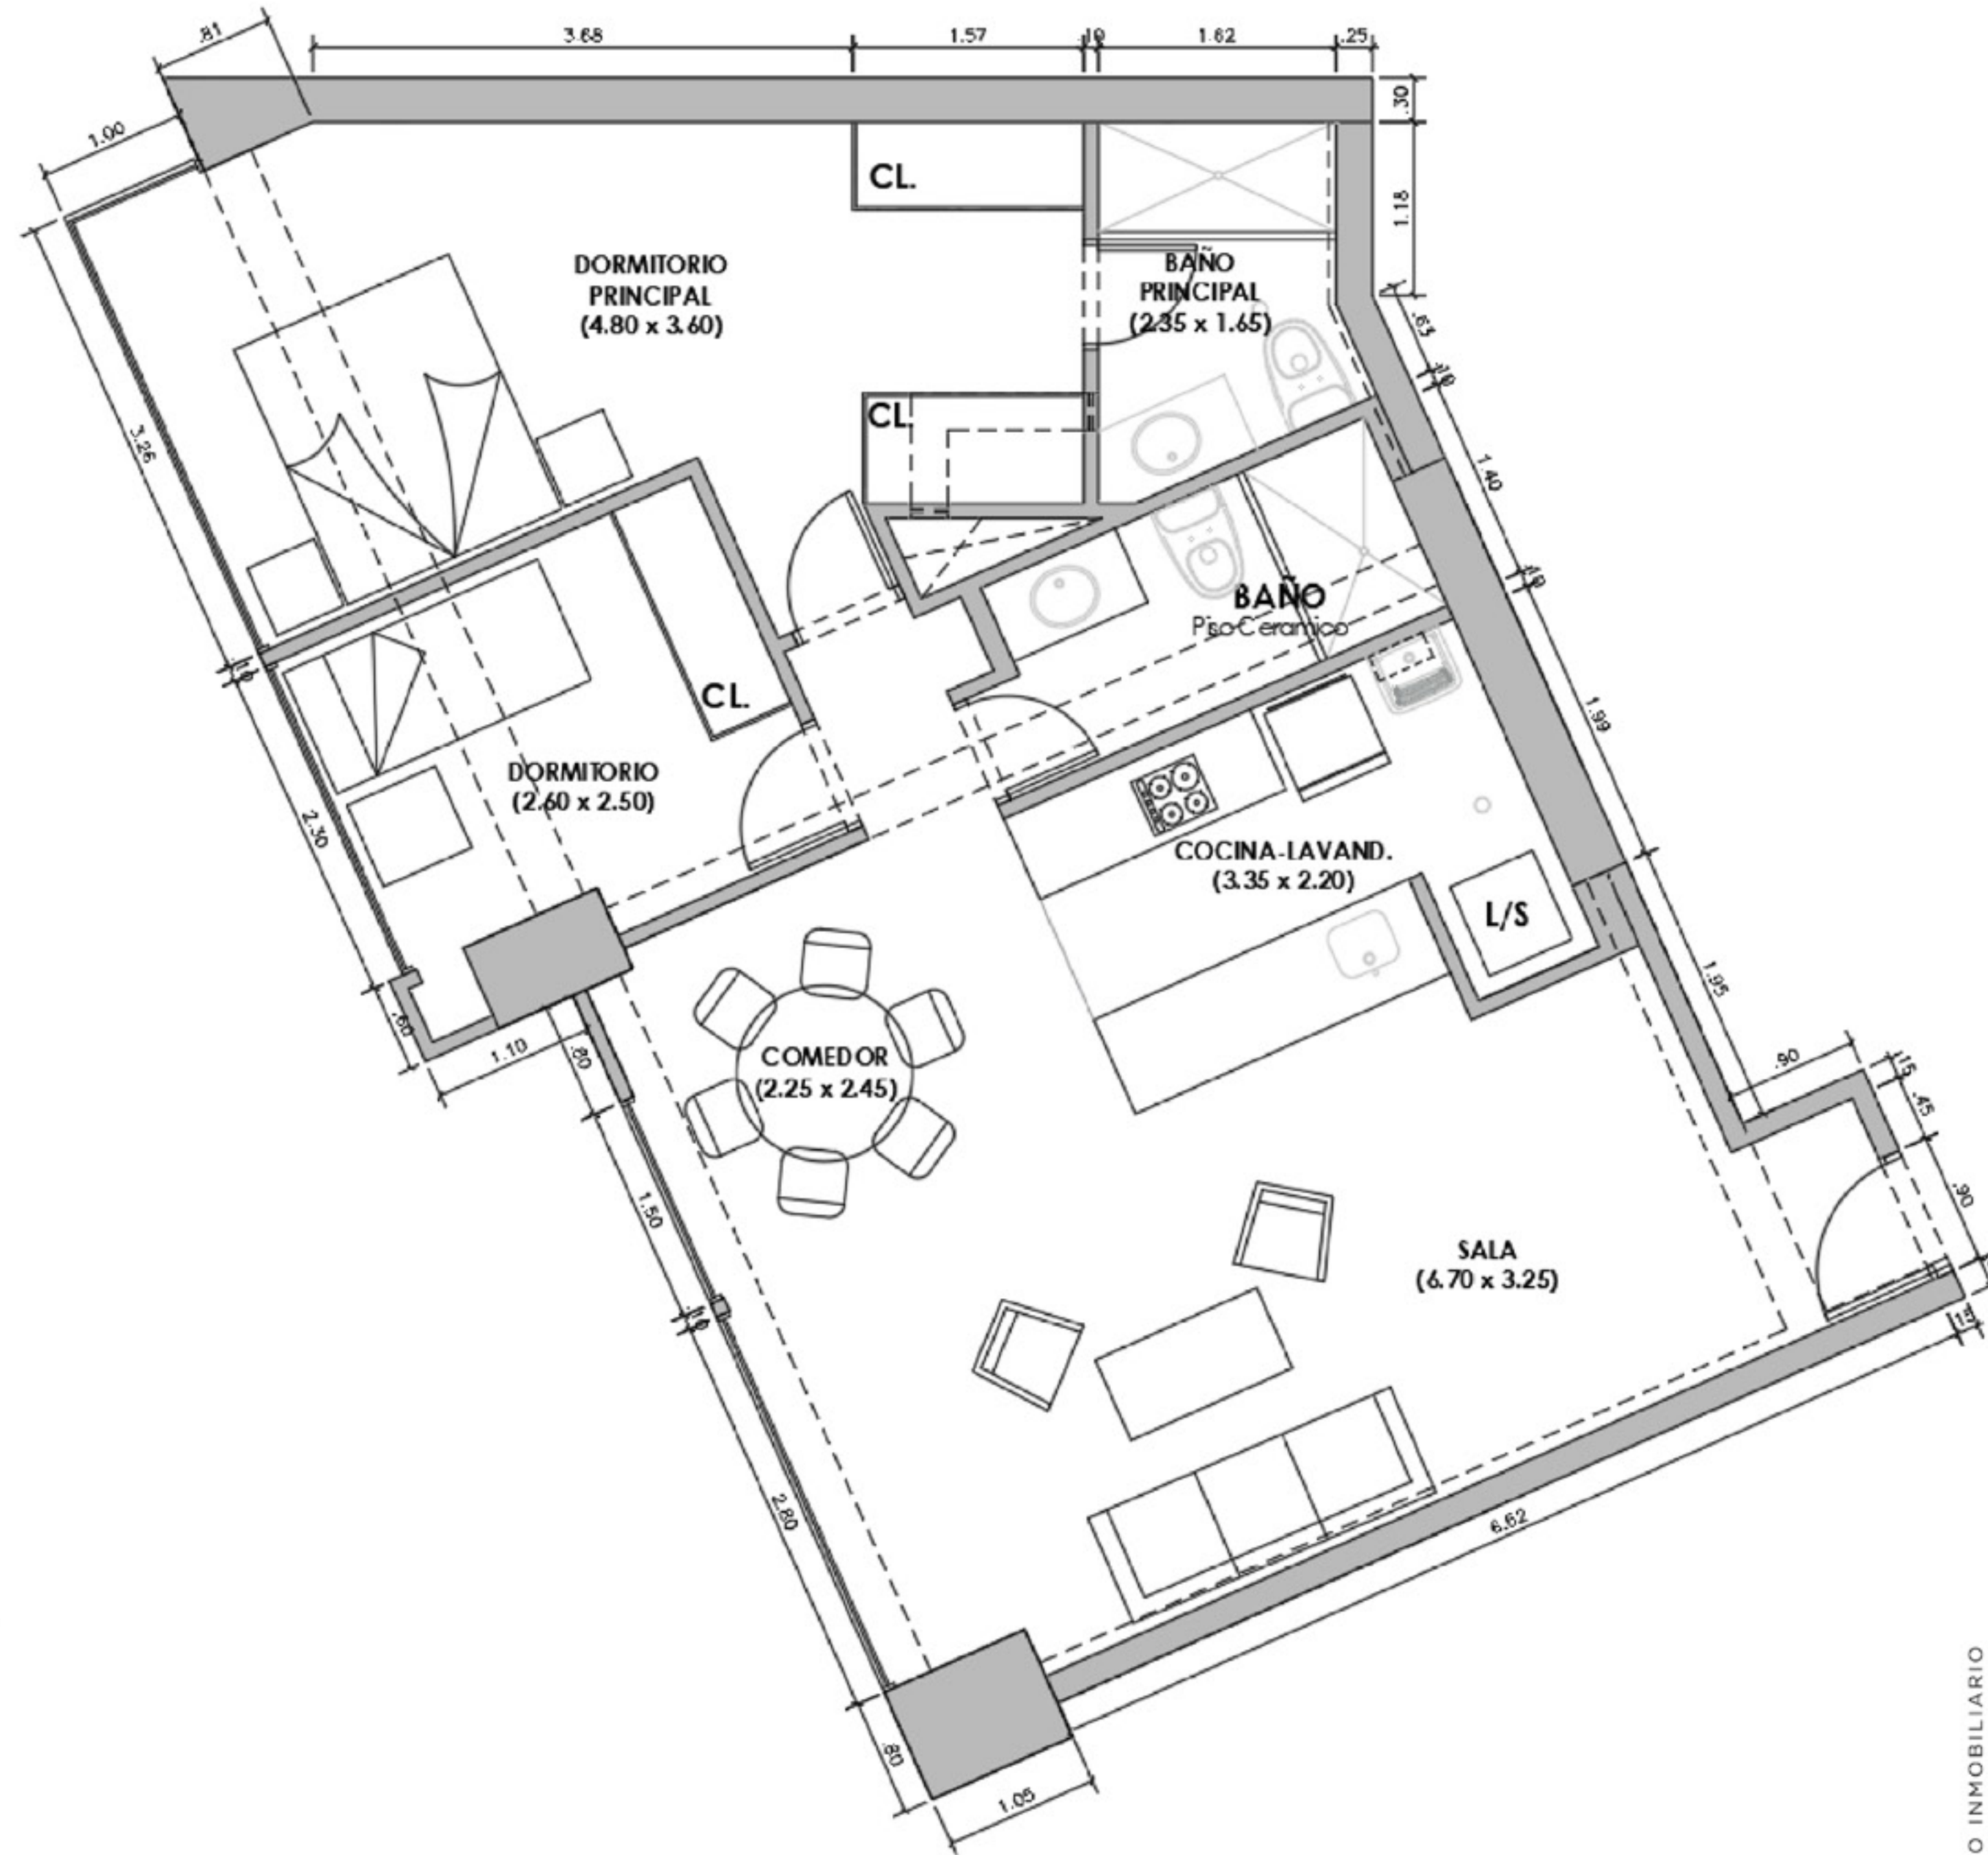 .81
3.68
1.57
.10
1.62
.25
.30
1.00
1.18
CL.
DORMITORIO
PRINCIPAL
(4.80 x 3.60)
BAÑO
PRINCIPAL
(2.35 x 1.65)
.63
.10
CL.
3.26
1.40
.10
BAÑO
Piso Ceramico
CL.
1.99
DORMITORIO
(2.60 x 2.50)
2.30
COCINA-LAVAND.
(3.35 x 2.20)
L/S
1.95
.60
1.10
.80
COMEDOR
(2.25 x 2.45)
.90
.15
.45
1.50
.90
SALA
(6.70 x 3.25)
.15
2.80
6.62
.80
1.05
O INMOBILIARIO